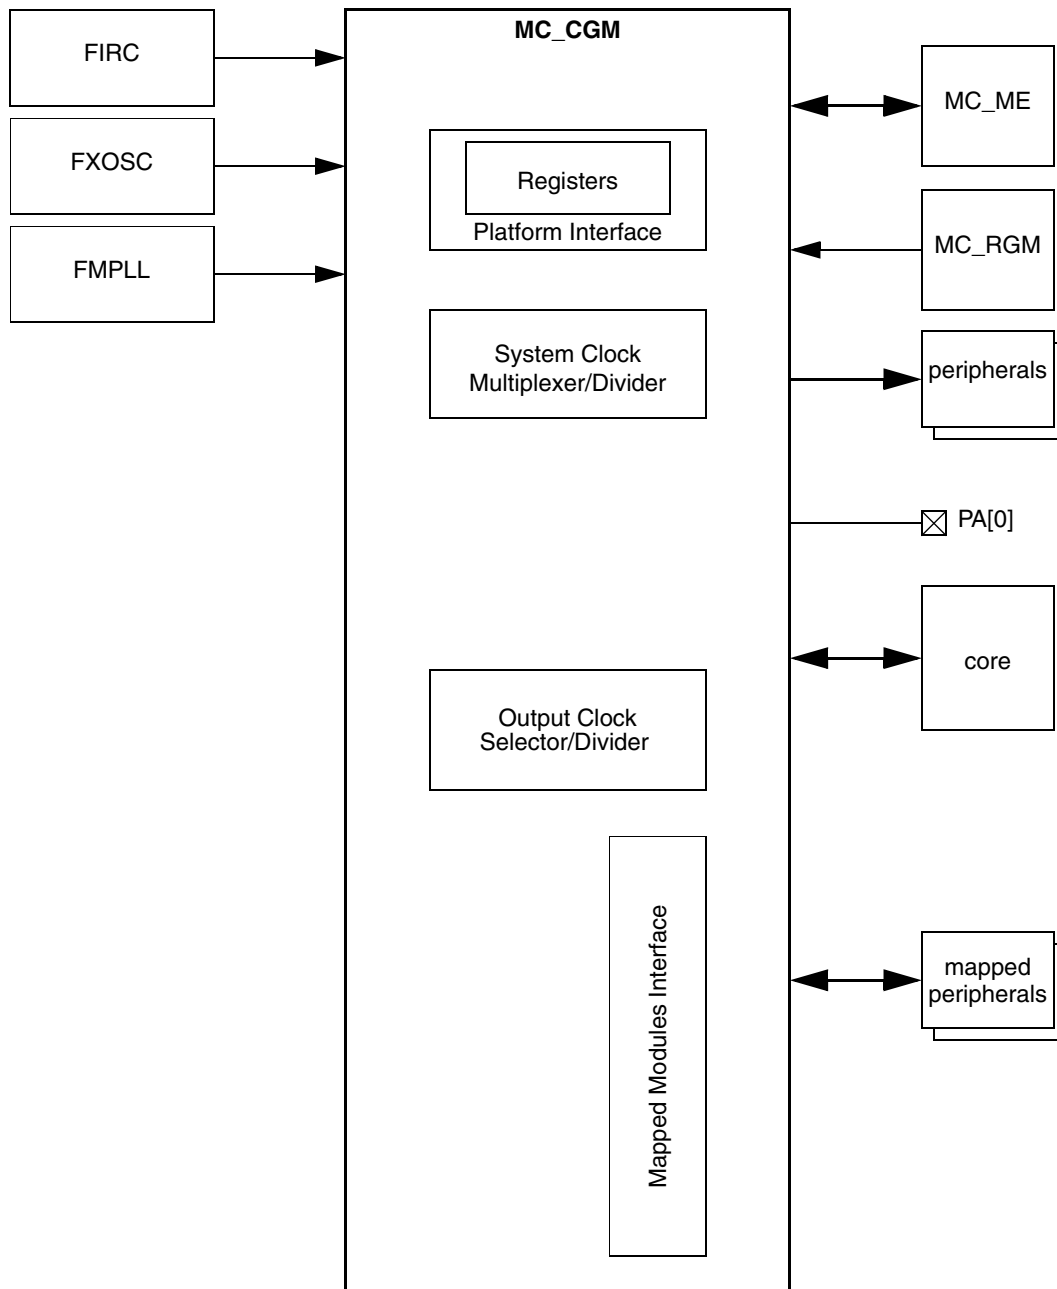 MC_CGM
FIRC
FXOSC
FMPLL
Registers
Platform Interface
System Clock
Multiplexer/Divider
Output Clock
Selector/Divider
Mapped Modules Interface
MC_ME
MC_RGM
peripherals
PA[0]
core
mapped
peripherals